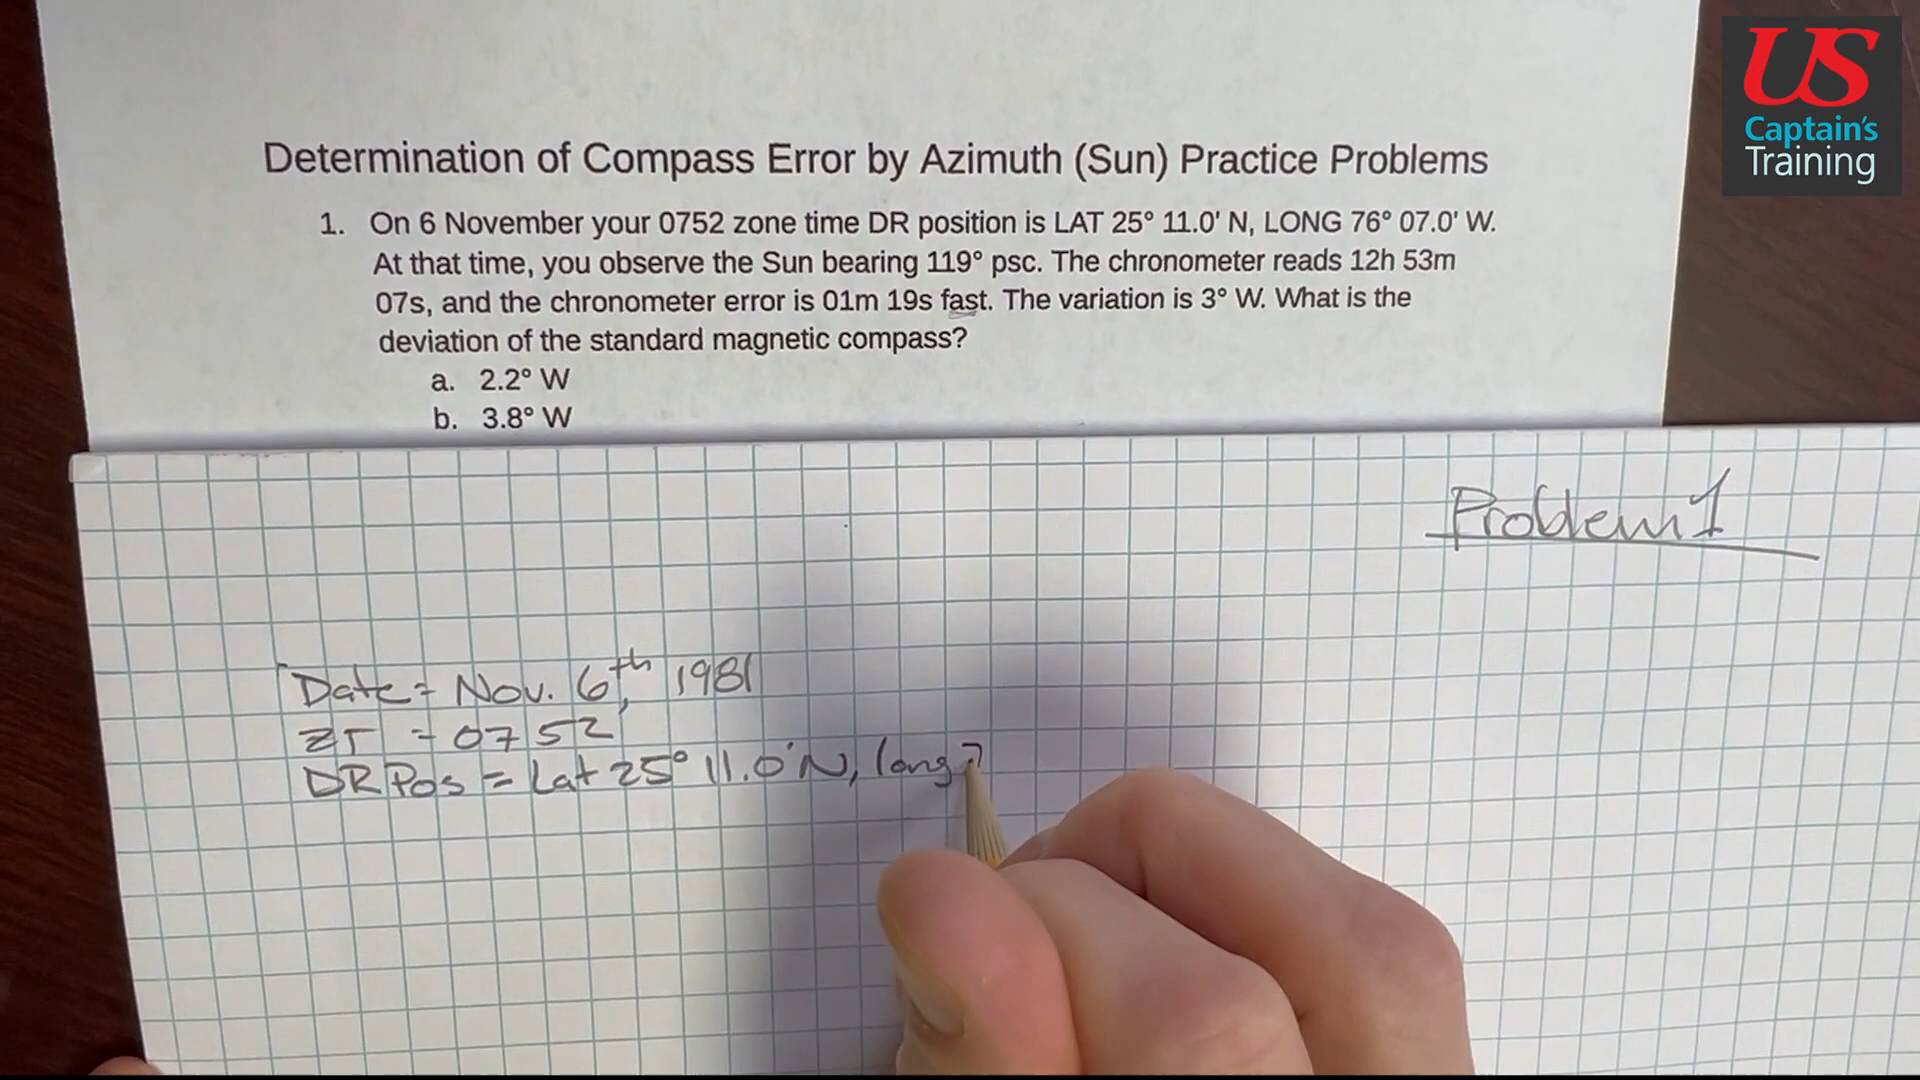 US
Captain's
Training
Determination of Compass Error by Azimuth (Sun) Practice Problems
1. On 6 November your 0752 zone time DR position is LAT 25° 11.0' N, LONG 76° 07.0' W.
At that time, you observe the Sun bearing 119° psc. The chronometer reads 12h 53m
07s, and the chronometer error is 01m 19s fast. The variation is 3° W. What is the
deviation of the standard magnetic compass?
a. 2.2° W
b. 3.8° W
Problem 1
Date = Nov. 6th, 1981
ZT = 0752
DR Pos = Lat 25° 11.0' N, long 7